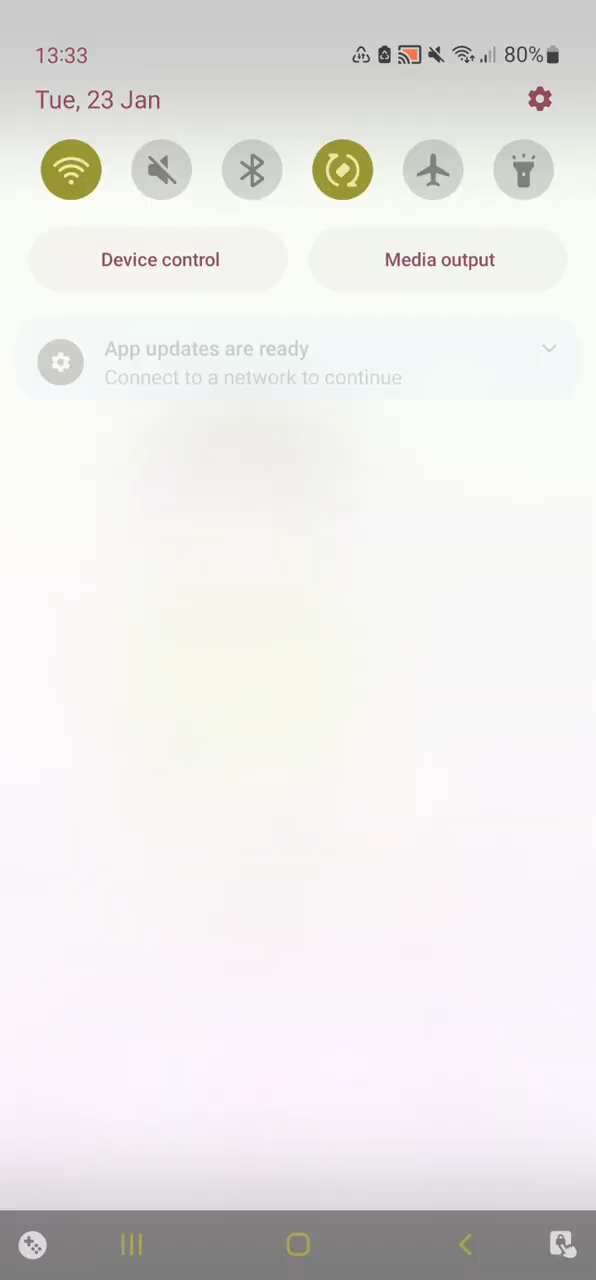 13:33
80%
Tue, 23 Jan
Device control
Media output
App updates are ready
Connect to a network to continue